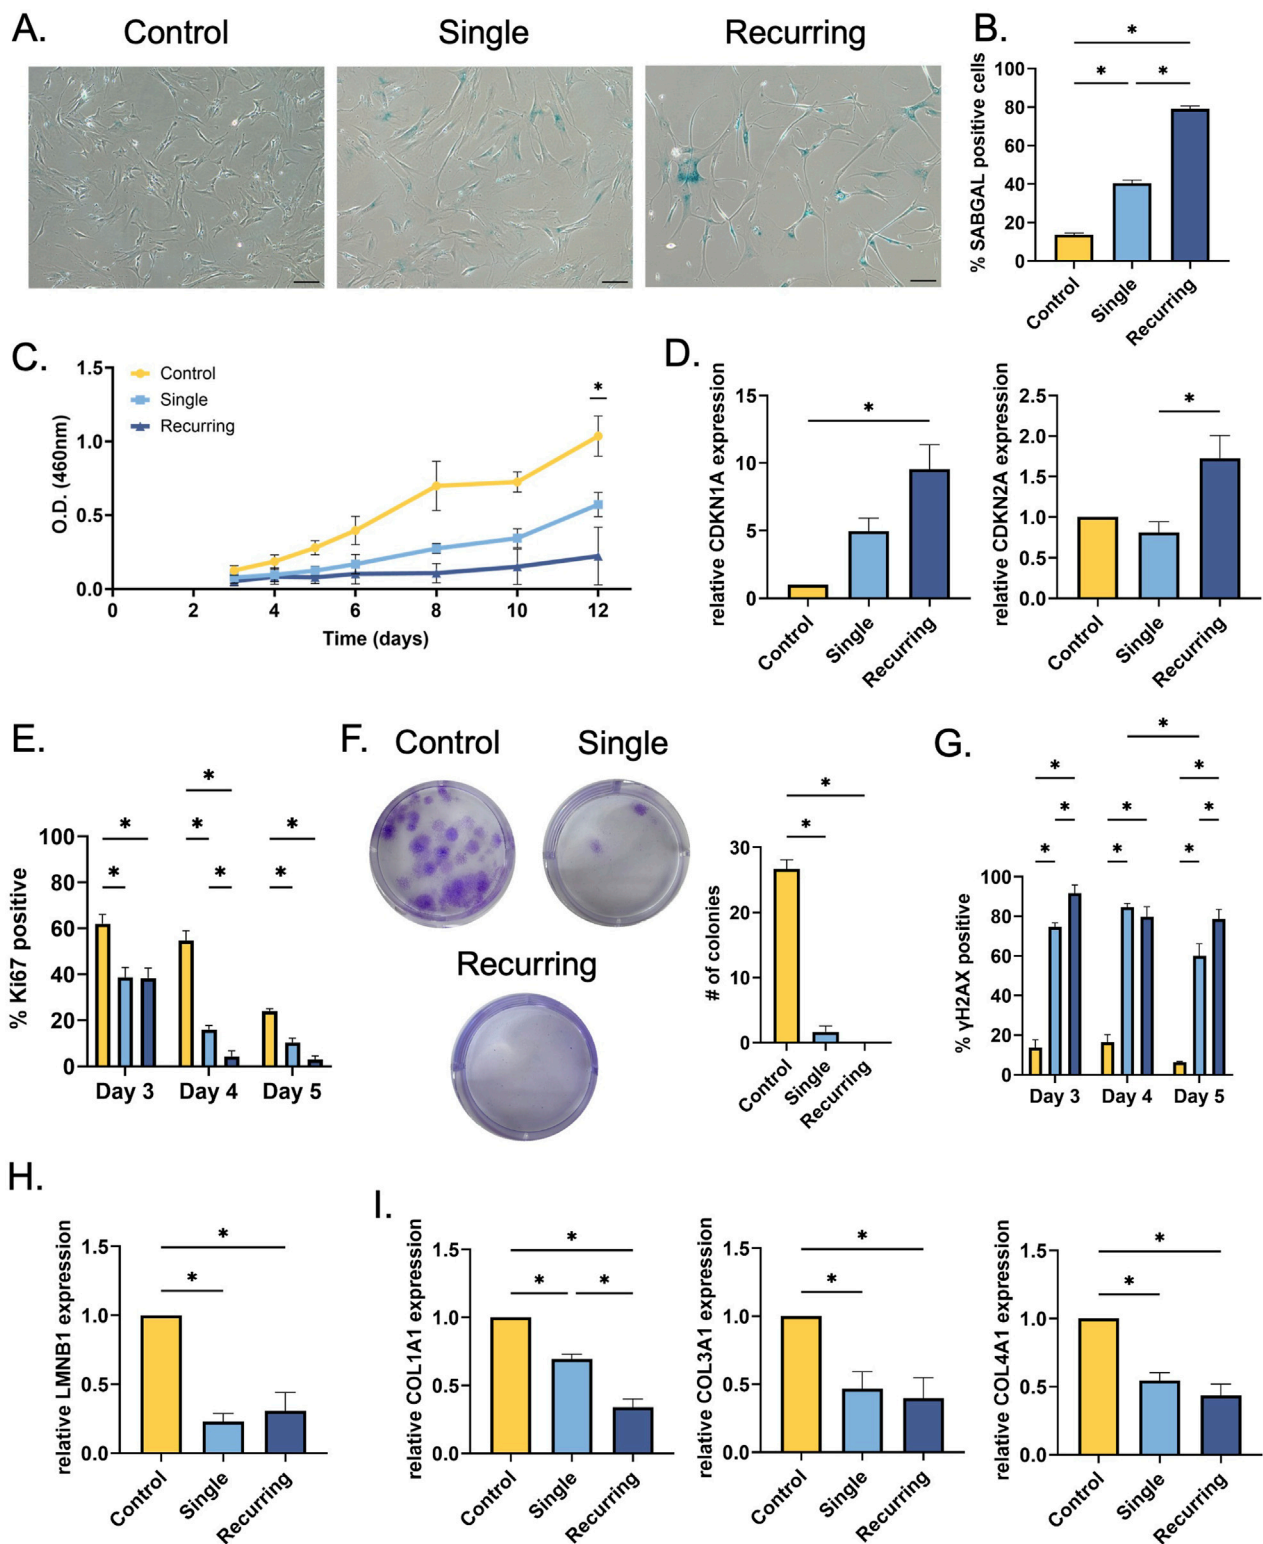 A.
Control
Single
Recurring
B.
% SABGAL positive cells
100
80
60
40
20
0
*
*
*
Control
Single
Recurring
C.
O.D. (460nm)
1.5
1.0
0.5
0.0
Control
Single
Recurring
*
0
2
4
6
8
10
12
Time (days)
D.
relative CDKN1A expression
15
10
5
0
*
Control
Single
Recurring
relative CDKN2A expression
2.5
2.0
1.5
1.0
0.5
0.0
*
Control
Single
Recurring
E.
% Ki67 positive
100
80
60
40
20
0
*
*
*
*
*
*
*
Day 3
Day 4
Day 5
F.
Control
Single
Recurring
# of colonies
30
20
10
0
*
*
Control
Single
Recurring
G.
% γH2AX positive
100
80
60
40
20
0
*
*
*
*
*
*
*
*
*
Day 3
Day 4
Day 5
H.
relative LMNB1 expression
1.5
1.0
0.5
0.0
*
*
Control
Single
Recurring
I.
relative COL1A1 expression
1.5
1.0
0.5
0.0
*
*
*
Control
Single
Recurring
relative COL3A1 expression
1.5
1.0
0.5
0.0
*
*
Control
Single
Recurring
relative COL4A1 expression
1.5
1.0
0.5
0.0
*
*
Control
Single
Recurring